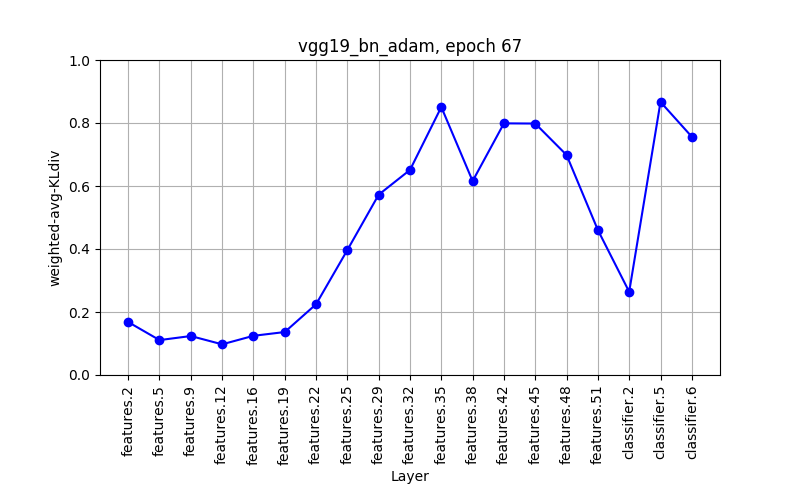 vgg19_bn_adam, epoch 67
weighted-avg-KLdiv
1.0
0.8
0.6
0.4
0.2
0.0
features.2
features.5
features.9
features.12
features.16
features.19
features.22
features.25
features.29
features.32
features.35
features.38
features.42
features.45
features.48
features.51
classifier.2
classifier.5
classifier.6
Layer